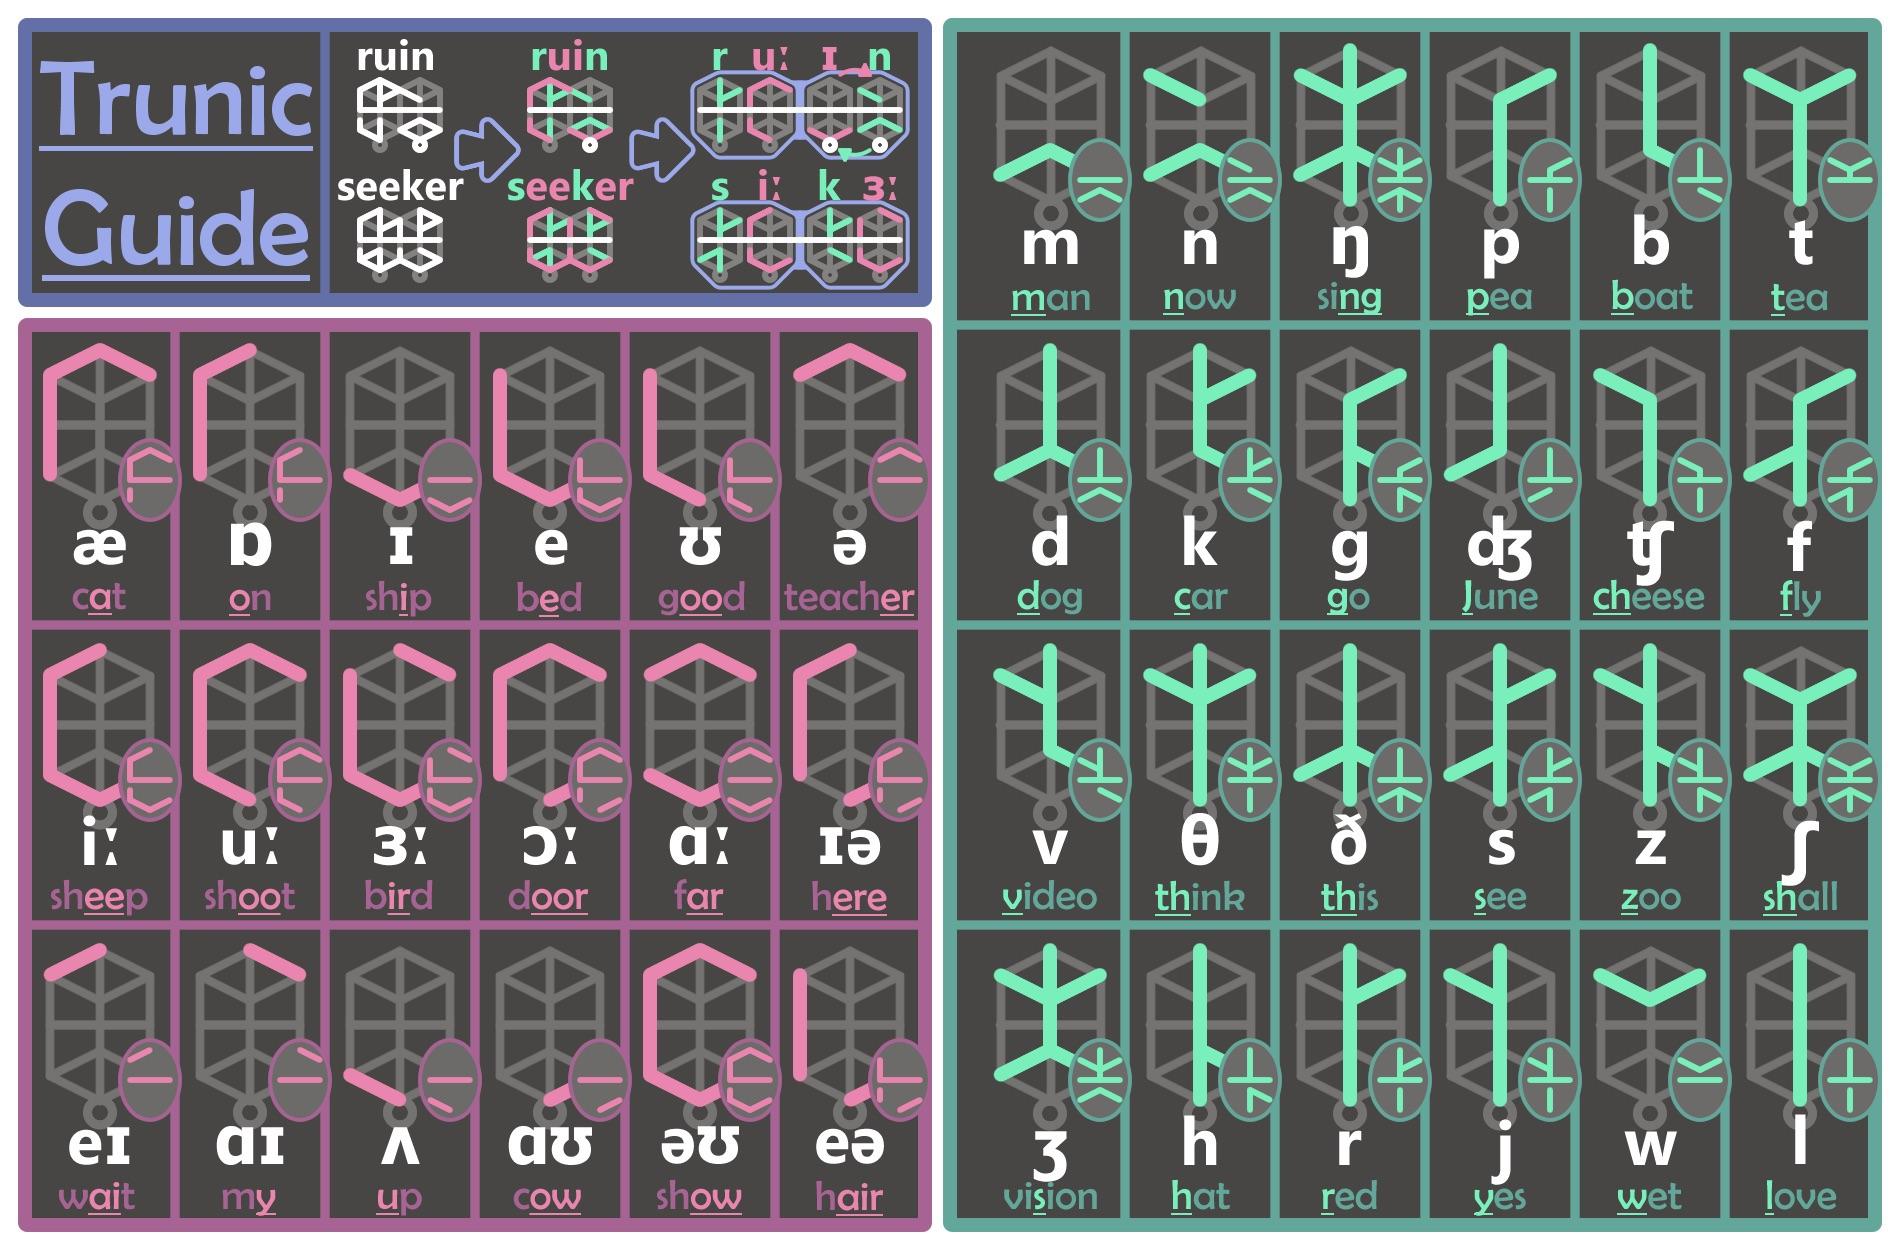 Trunic
Guide
ruin
ruin
r uː ɪ n
seeker
seeker
s iː k ɜː
æ ɒ ɪ e ʊ ə
cat on ship bed good teacher
iː uː ɜː ɔː ɑː ɪə
sheep shoot bird door far here
eɪ ɑɪ ʌ ɑʊ əʊ eə
wait my up cow show hair
m n ŋ p b t
man now sing pea boat tea
d k g ʤ ʧ f
dog car go June cheese fly
v θ ð s z ʃ
video think this see zoo shall
ʒ h r j w l
vision hat red yes wet love